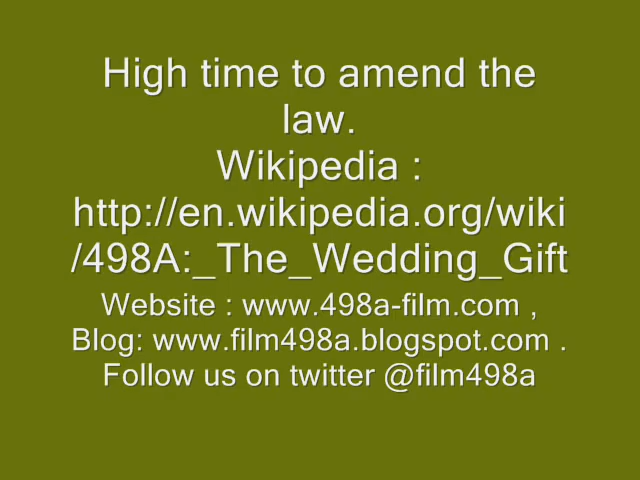 High time to amend the
law.
Wikipedia :
http://en.wikipedia.org/wiki
/498A:_The_Wedding_Gift
Website : www.498a-film.com ,
Blog: www.film498a.blogspot.com .
Follow us on twitter @film498a